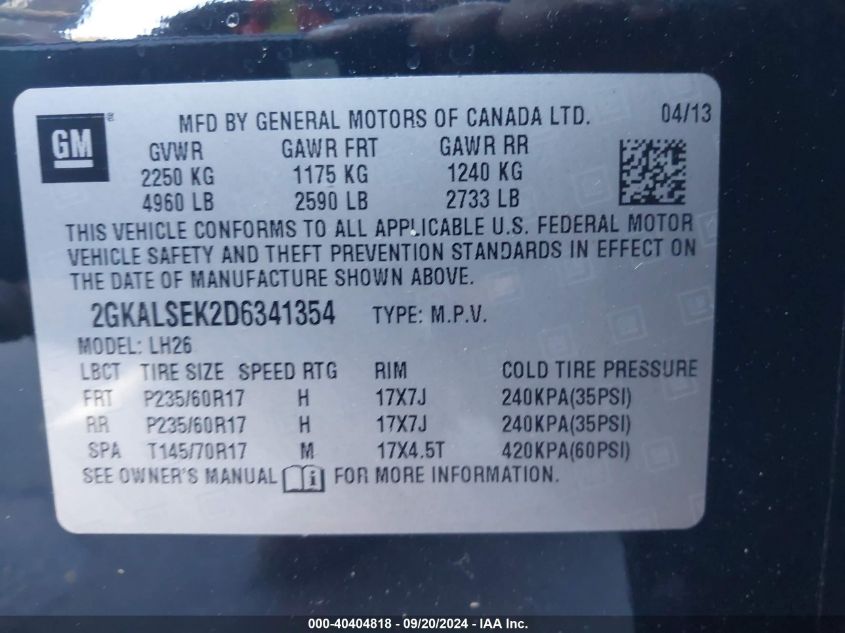 GM ® MFD BY GENERAL MOTORS OF CANADA LTD. 04/13
GVWR GAWR FRT GAWR RR
2250 KG 1175 KG 1240 KG
4960 LB 2590 LB 2733 LB
THIS VEHICLE CONFORMS TO ALL APPLICABLE U.S. FEDERAL MOTOR
VEHICLE SAFETY AND THEFT PREVENTION STANDARDS IN EFFECT ON
THE DATE OF MANUFACTURE SHOWN ABOVE.
2GKALSEK2D6341354 TYPE: M.P.V.
MODEL: LH26
LBCT TIRE SIZE SPEED RTG RIM COLD TIRE PRESSURE
FRT P235/60R17 H 17X7J 240KPA(35PSI)
RR P235/60R17 H 17X7J 240KPA(35PSI)
SPA T145/70R17 M 17X4.5T 420KPA(60PSI)
SEE OWNER'S MANUAL i FOR MORE INFORMATION.
000-40404818 - 09/20/2024 - IAA Inc.